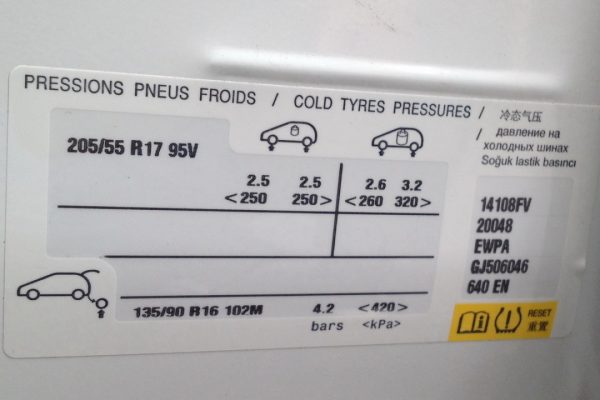 PRESSIONS PNEUS FROIDS / COLD TYRES PRESSURES / 冷态气压
/ давление на
холодных шинах
Soğuk lastik basıncı
205/55 R17 95V
2.5 2.5 2.6 3.2
<250 250> <260 320>
14108FV
20048
EWPA
GJ506046
640 EN
135/90 R16 102M 4.2 <420>
bars <kPa>
RESET
重置